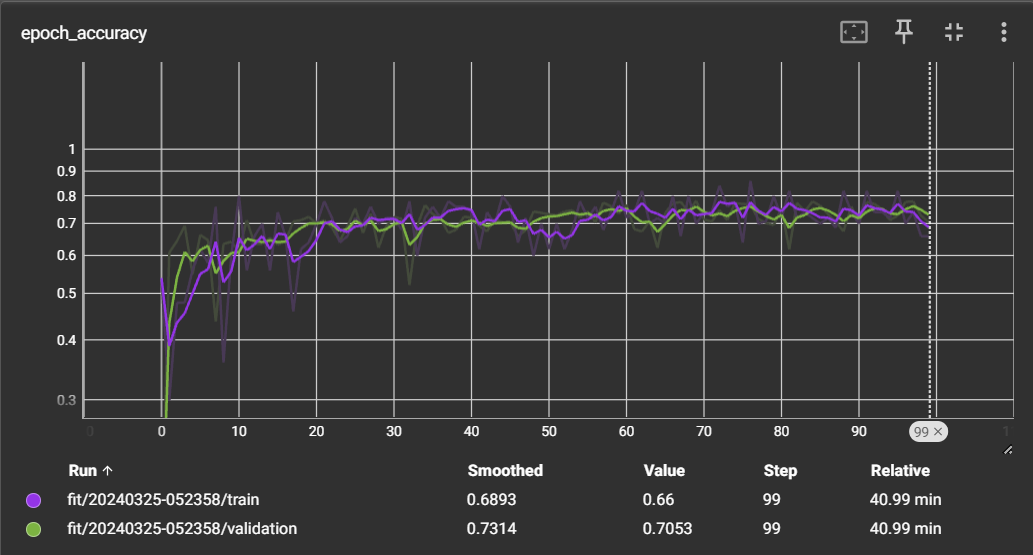 epoch_accuracy
1
0.9
0.8
0.7
0.6
0.5
0.4
0.3
0 0 10 20 30 40 50 60 70 80 90 99 ×
Run ↑ Smoothed Value Step Relative
fit/20240325-052358/train 0.6893 0.66 99 40.99 min
fit/20240325-052358/validation 0.7314 0.7053 99 40.99 min